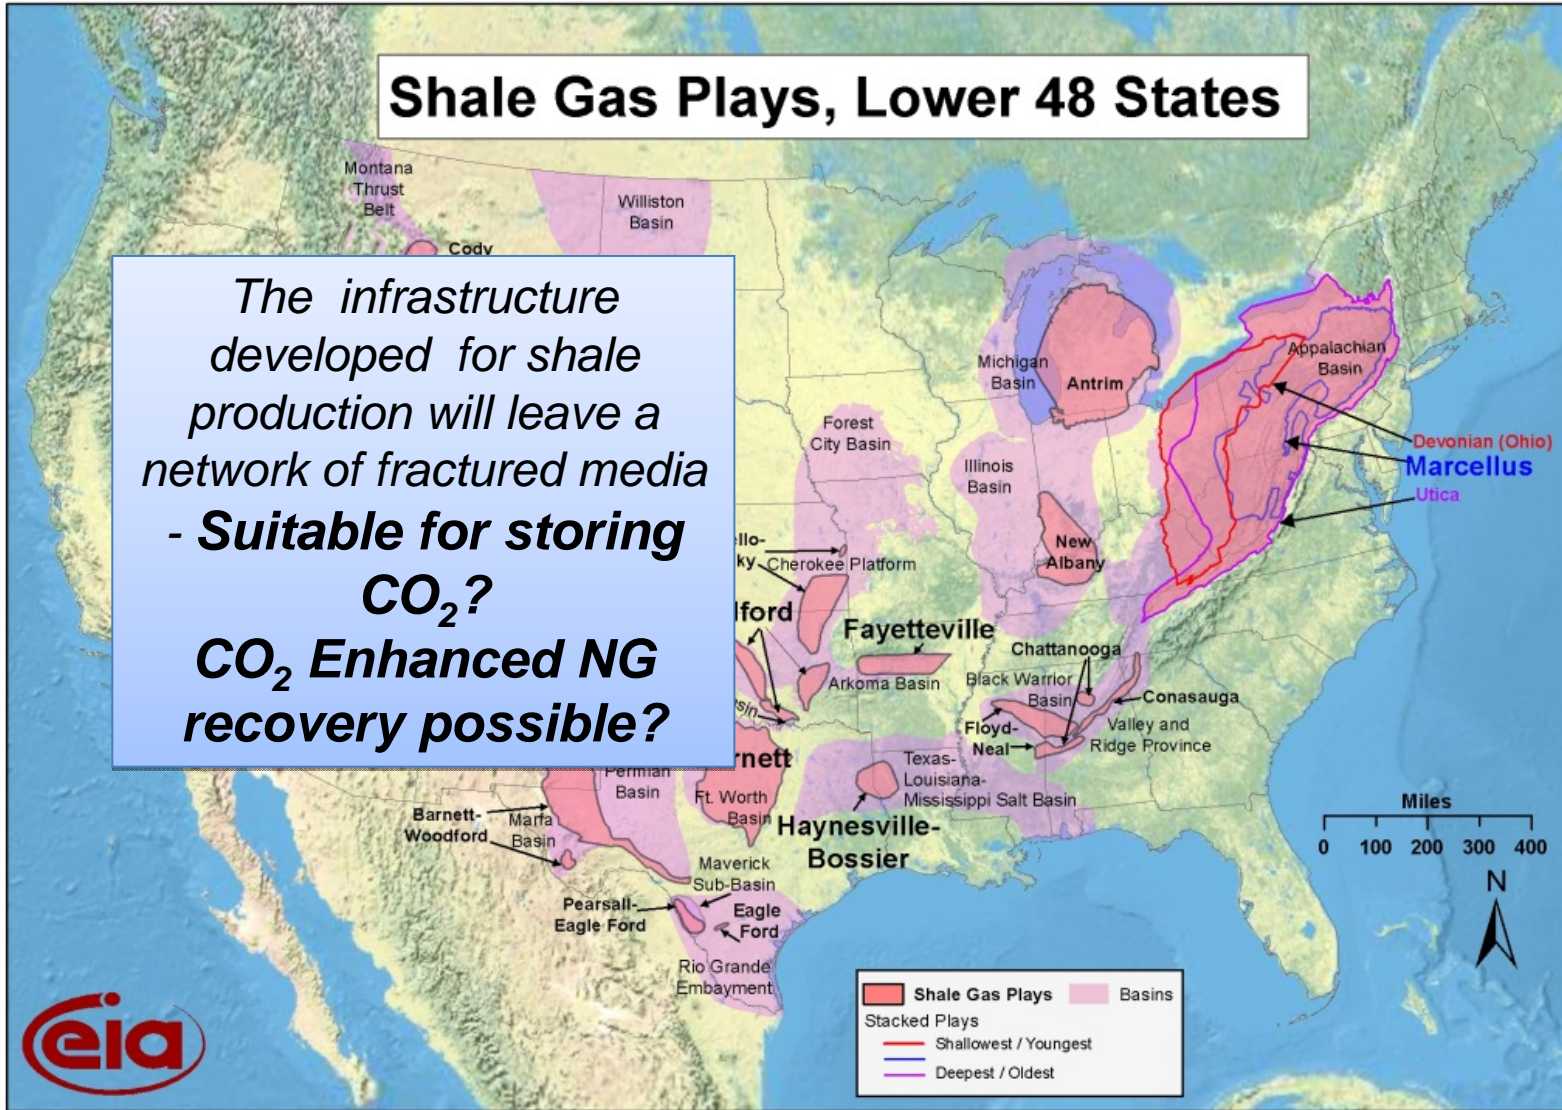 Shale Gas Plays, Lower 48 States
Montana
Thrust
Belt
Williston
Basin
Cody
The infrastructure
developed for shale
production will leave a
network of fractured media
- Suitable for storing
CO₂?
CO₂ Enhanced NG
recovery possible?
Michigan
Basin
Antrim
Appalachian
Basin
Devonian (Ohio)
Marcellus
Utica
Forest
City Basin
Illinois
Basin
New
Albany
Cherokee Platform
Fayetteville
Arkoma Basin
Chattanooga
Black Warrior
Basin
Conasauga
Floyd-
Neal
Valley and
Ridge Province
Texas-
Louisiana-
Mississippi Salt Basin
Permian
Basin
Ft. Worth
Basin
Barnett-
Woodford
Marfa
Basin
Haynesville-
Bossier
Maverick
Sub-Basin
Pearsall-
Eagle Ford
Eagle
Ford
Rio Grande
Embayment
Miles
0 100 200 300 400
N
Shale Gas Plays Basins
Stacked Plays
Shallowest / Youngest
Deepest / Oldest
eia